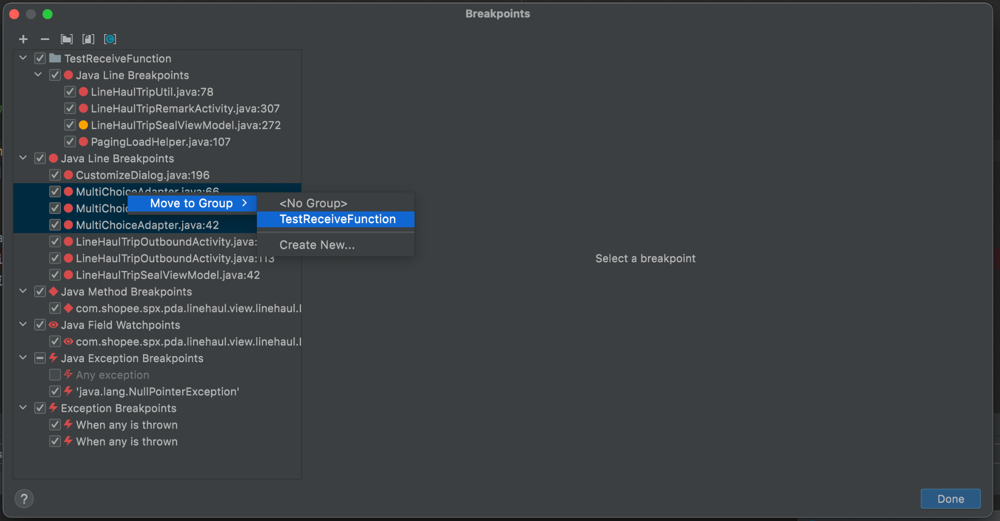 Breakpoints
TestReceiveFunction
Java Line Breakpoints
LineHaulTripUtil.java:78
LineHaulTripRemarkActivity.java:307
LineHaulTripSealViewModel.java:272
PagingLoadHelper.java:107
Java Line Breakpoints
CustomizeDialog.java:196
MultiChoiceAdapter.java:66
MultiChoi
MultiChoiceAdapter.java:42
LineHaulTripOutboundActivity.java:
LineHaulTripOutboundActivity.java:113
LineHaulTripSealViewModel.java:42
Java Method Breakpoints
com.shopee.spx.pda.linehaul.view.linehaul.
Java Field Watchpoints
com.shopee.spx.pda.linehaul.view.linehaul.
Java Exception Breakpoints
Any exception
'java.lang.NullPointerException'
Exception Breakpoints
When any is thrown
When any is thrown
Move to Group >
<No Group>
TestReceiveFunction
Create New...
Select a breakpoint
?
Done